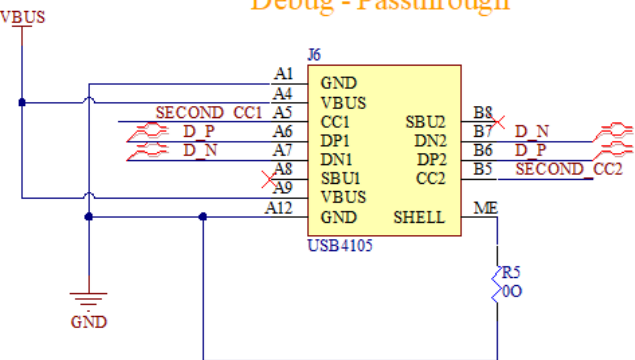 Debug - Passthrough
VBUS
J6
A1 GND
A4 VBUS
SECOND_CC1 A5 CC1 SBU2 B8
D_P A6 DP1 DN2 B7 D_N
D_N A7 DN1 DP2 B6 D_P
A8 SBU1 CC2 B5 SECOND_CC2
A9 VBUS
A12 GND SHELL ME
USB4105
R5
0O
GND